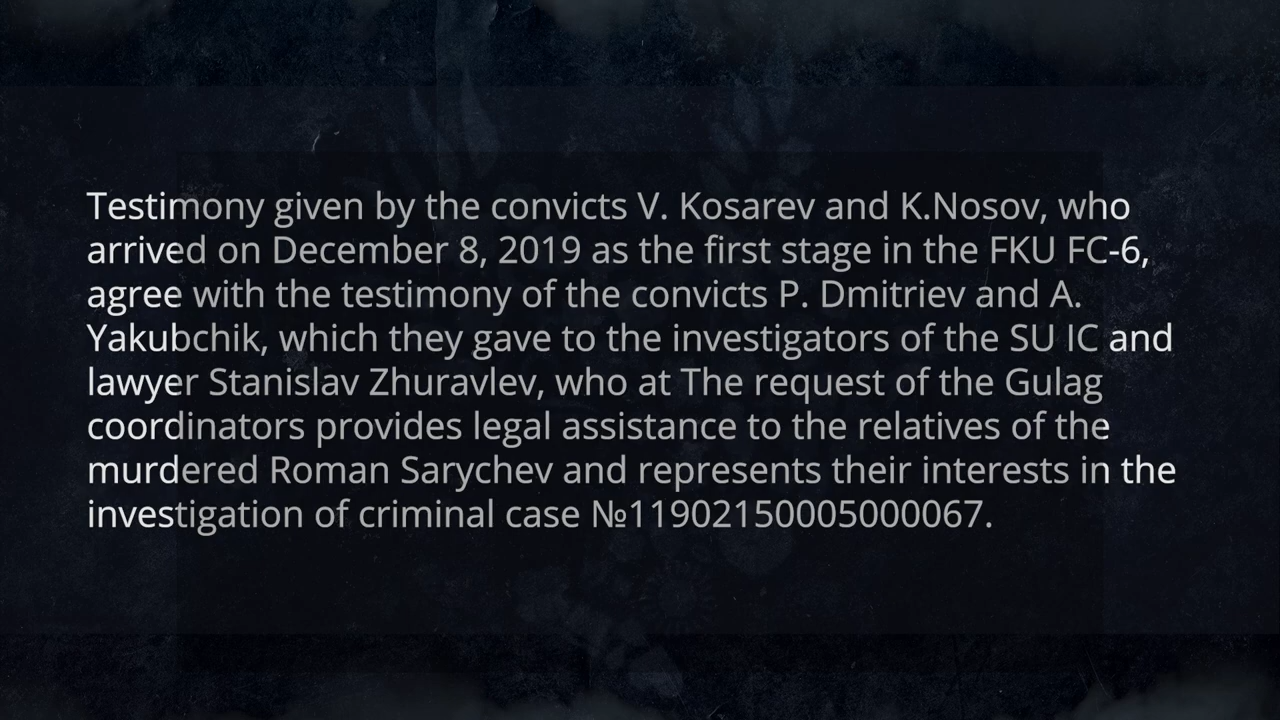 Testimony given by the convicts V. Kosarev and K.Nosov, who
arrived on December 8, 2019 as the first stage in the FKU FC-6,
agree with the testimony of the convicts P. Dmitriev and A.
Yakubchik, which they gave to the investigators of the SU IC and
lawyer Stanislav Zhuravlev, who at The request of the Gulag
coordinators provides legal assistance to the relatives of the
murdered Roman Sarychev and represents their interests in the
investigation of criminal case №11902150005000067.